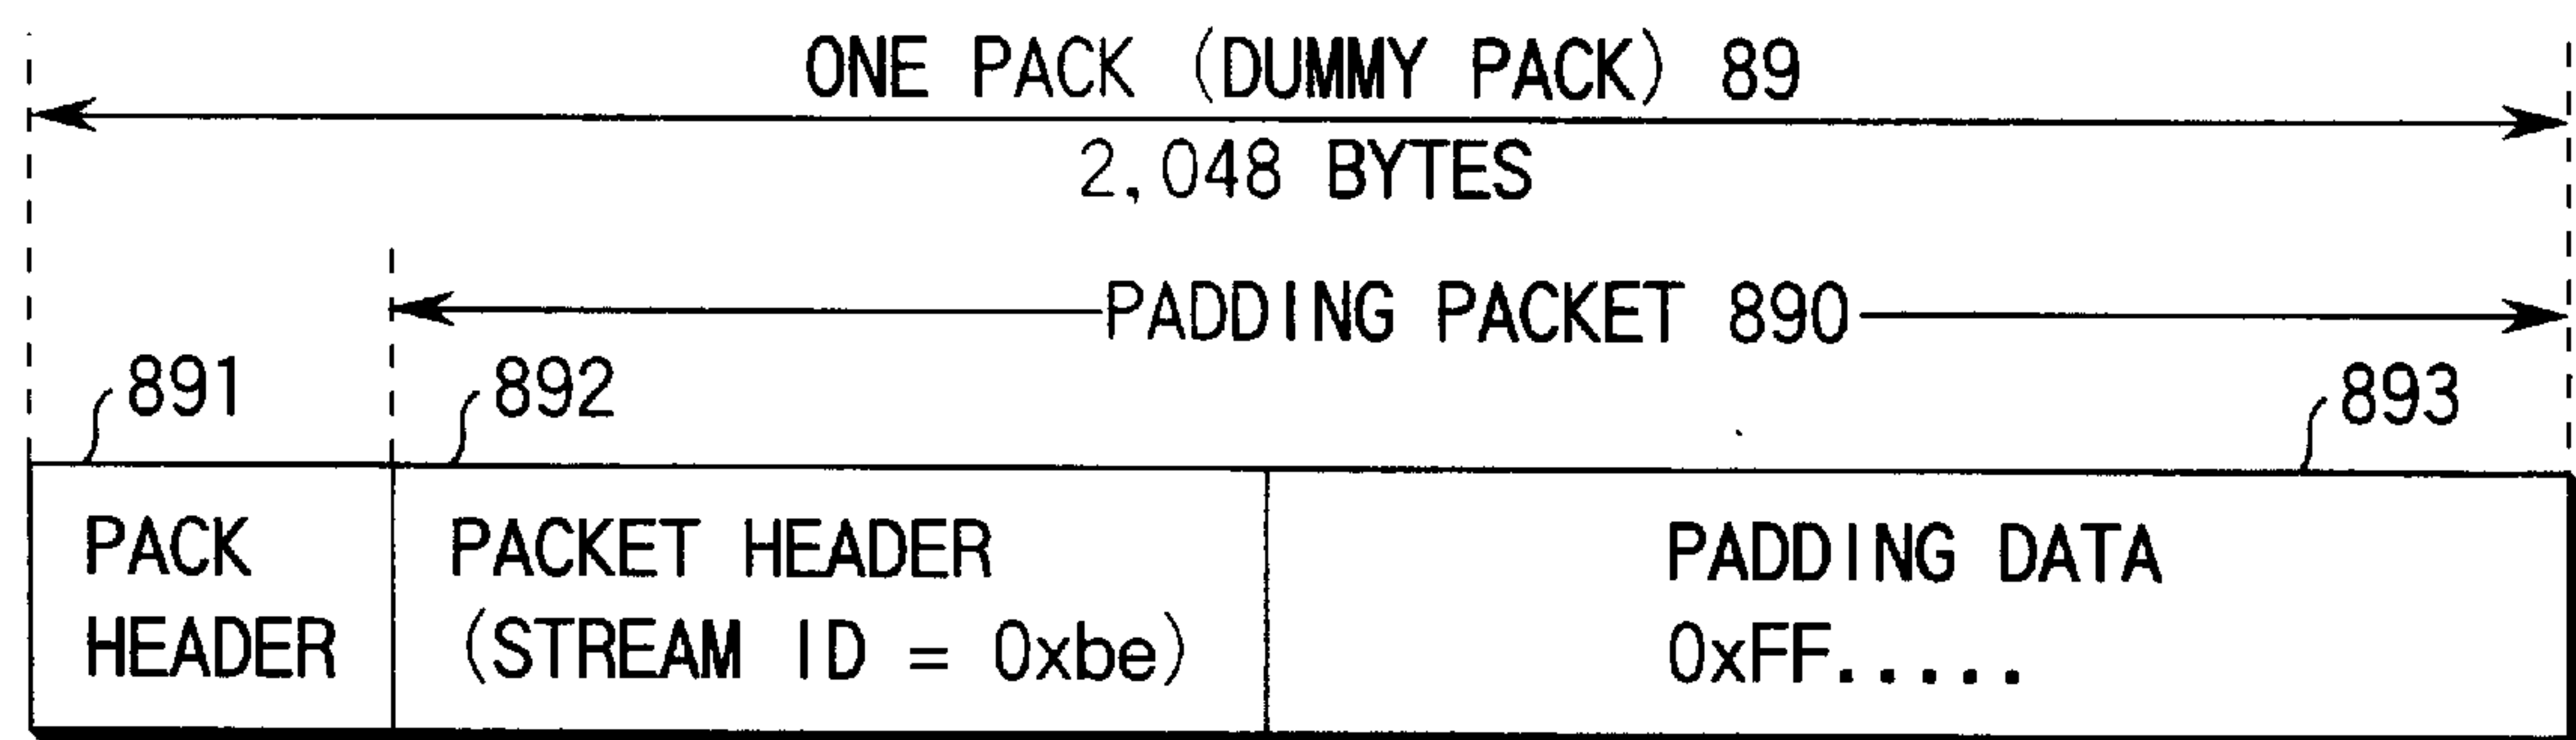 ONE PACK (DUMMY PACK) 89
2,048 BYTES
PADDING PACKET 890
891
892
893
PACK
HEADER
PACKET HEADER
(STREAM ID = 0xbe)
PADDING DATA
0xFF.....